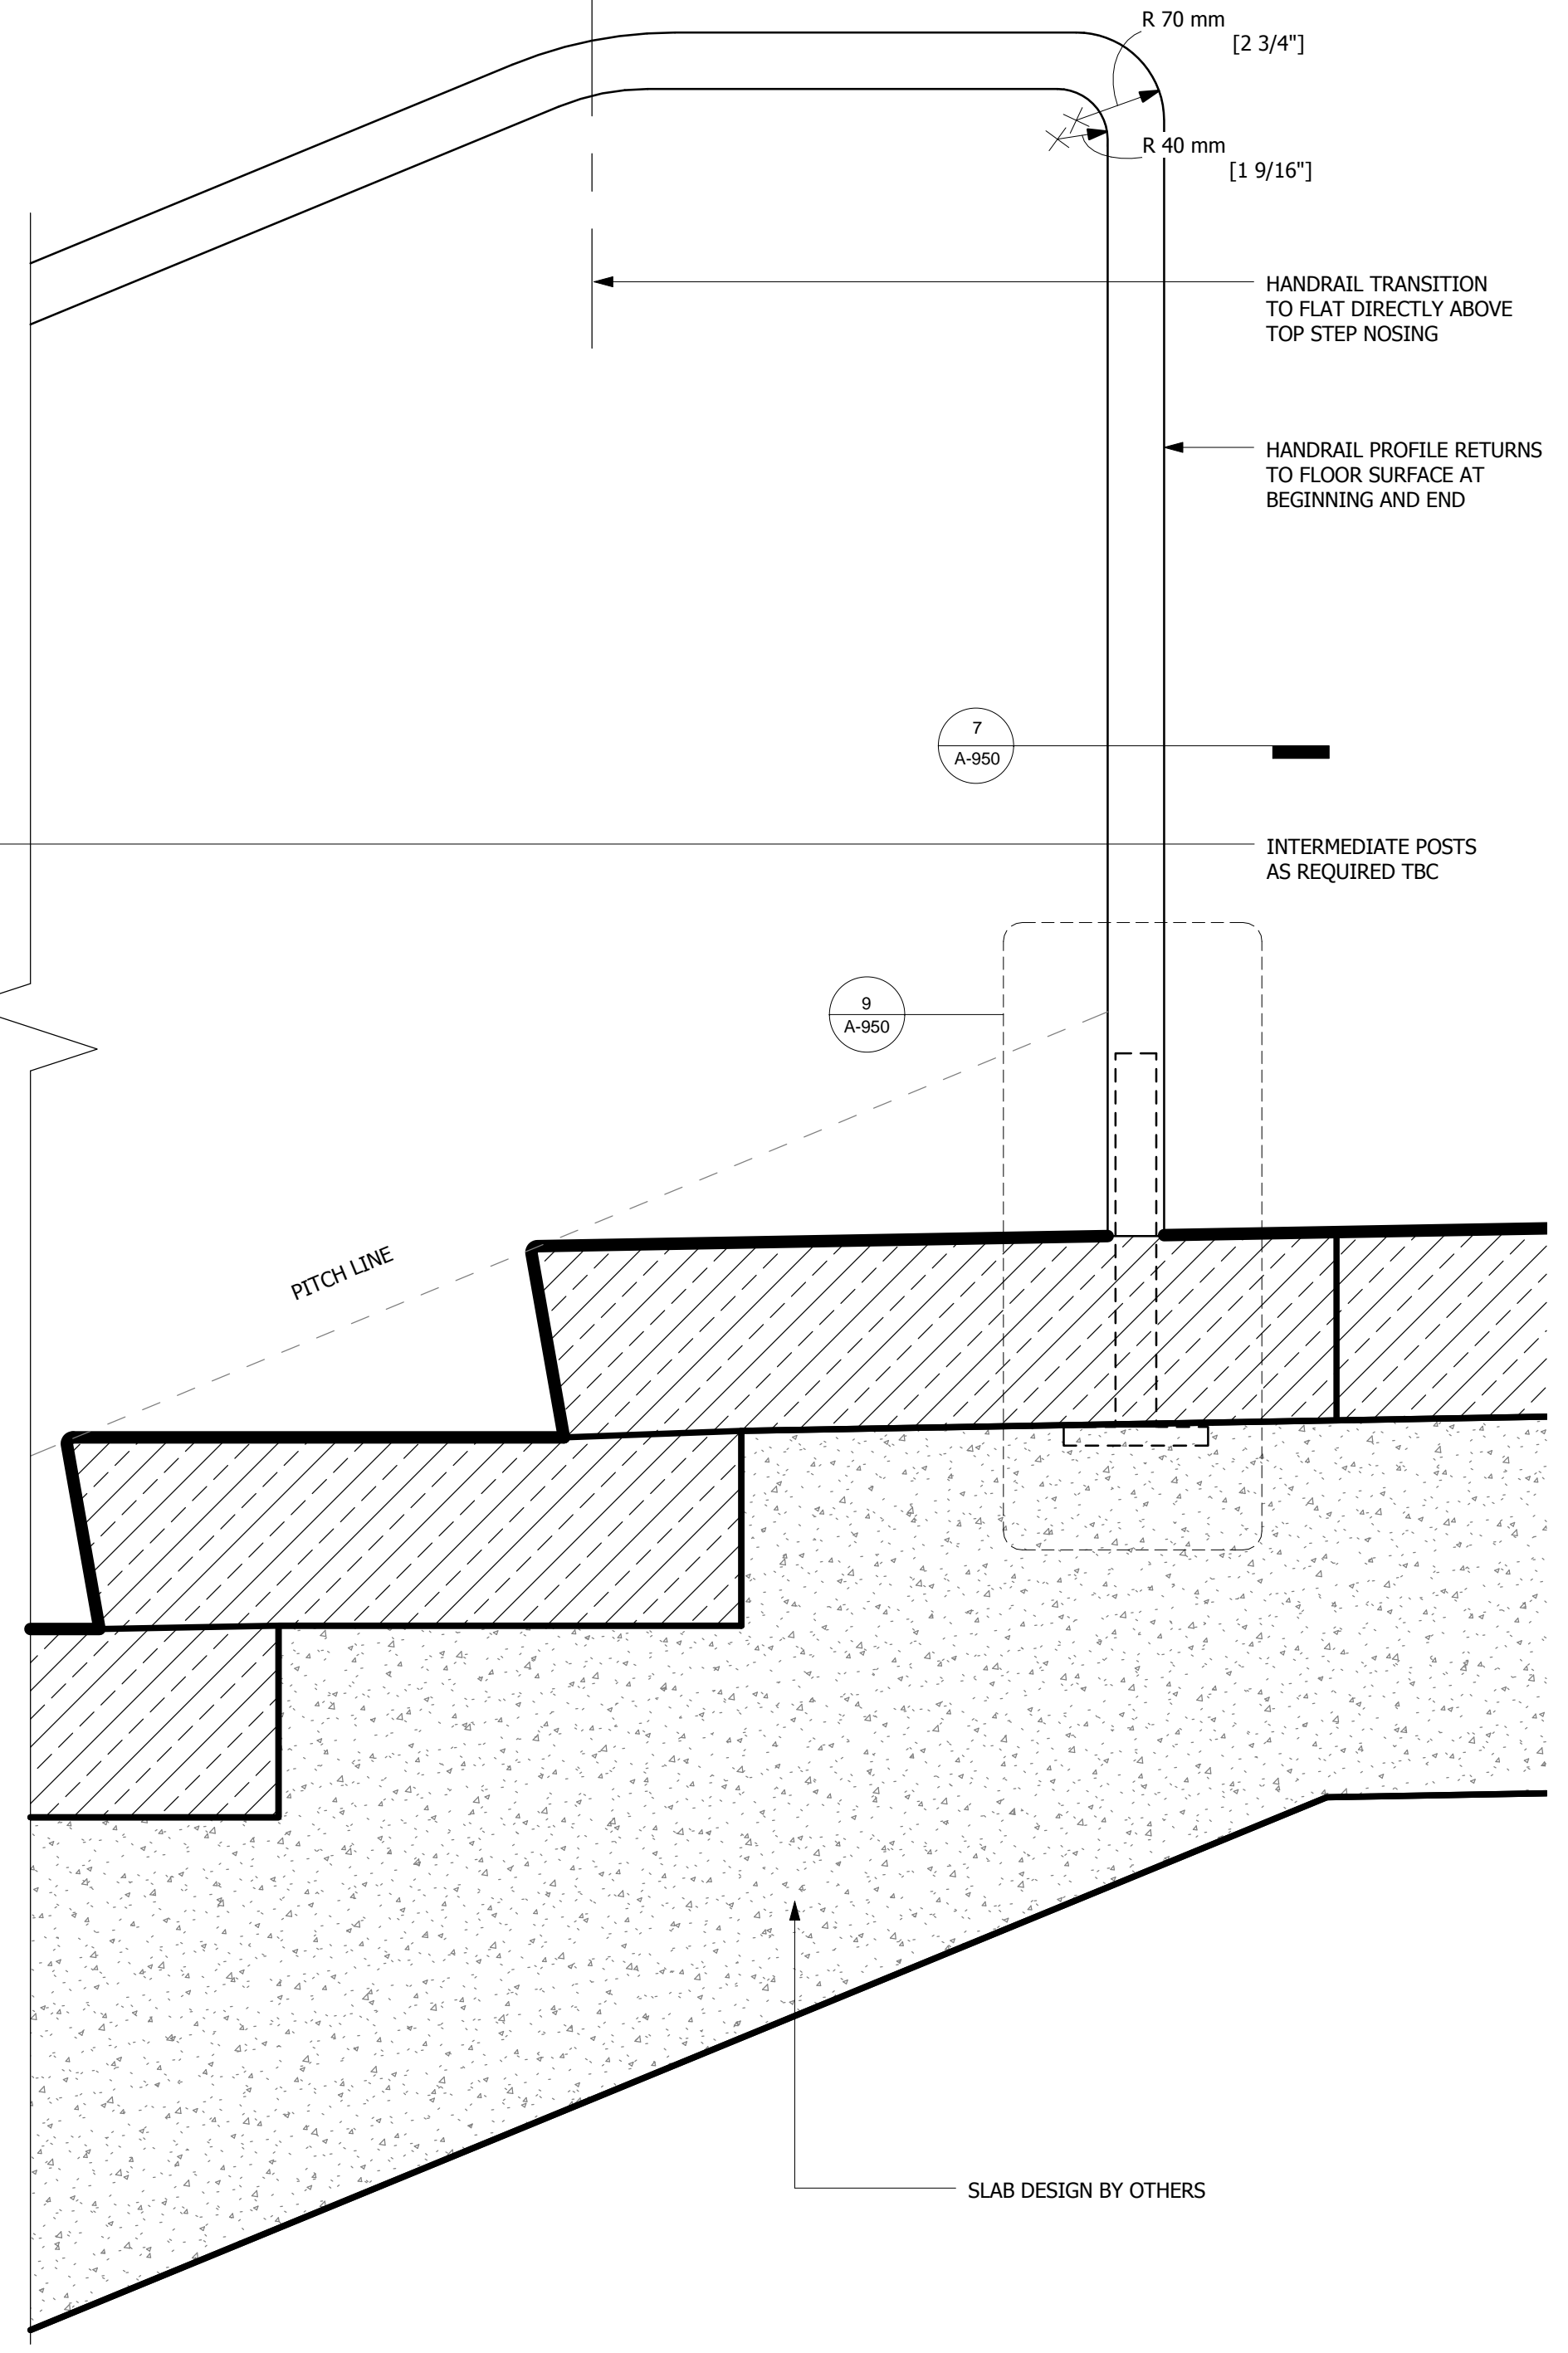 R 70 mm
[2 3/4"]
R 40 mm
[1 9/16"]
HANDRAIL TRANSITION
TO FLAT DIRECTLY ABOVE
TOP STEP NOSING
HANDRAIL PROFILE RETURNS
TO FLOOR SURFACE AT
BEGINNING AND END
7
A-950
INTERMEDIATE POSTS
AS REQUIRED TBC
9
A-950
PITCH LINE
SLAB DESIGN BY OTHERS